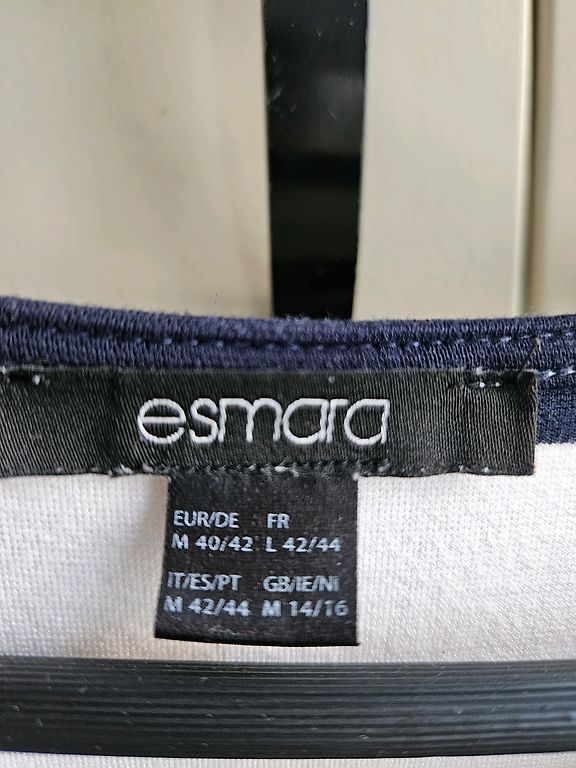 esmara
EUR/DE FR
M 40/42 L 42/44
IT/ES/PT GB/IE/NI
M 42/44 M 14/16